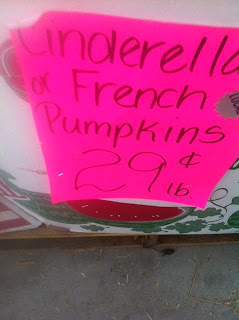 Cinderella
or French
Pumpkins
29¢
lb.